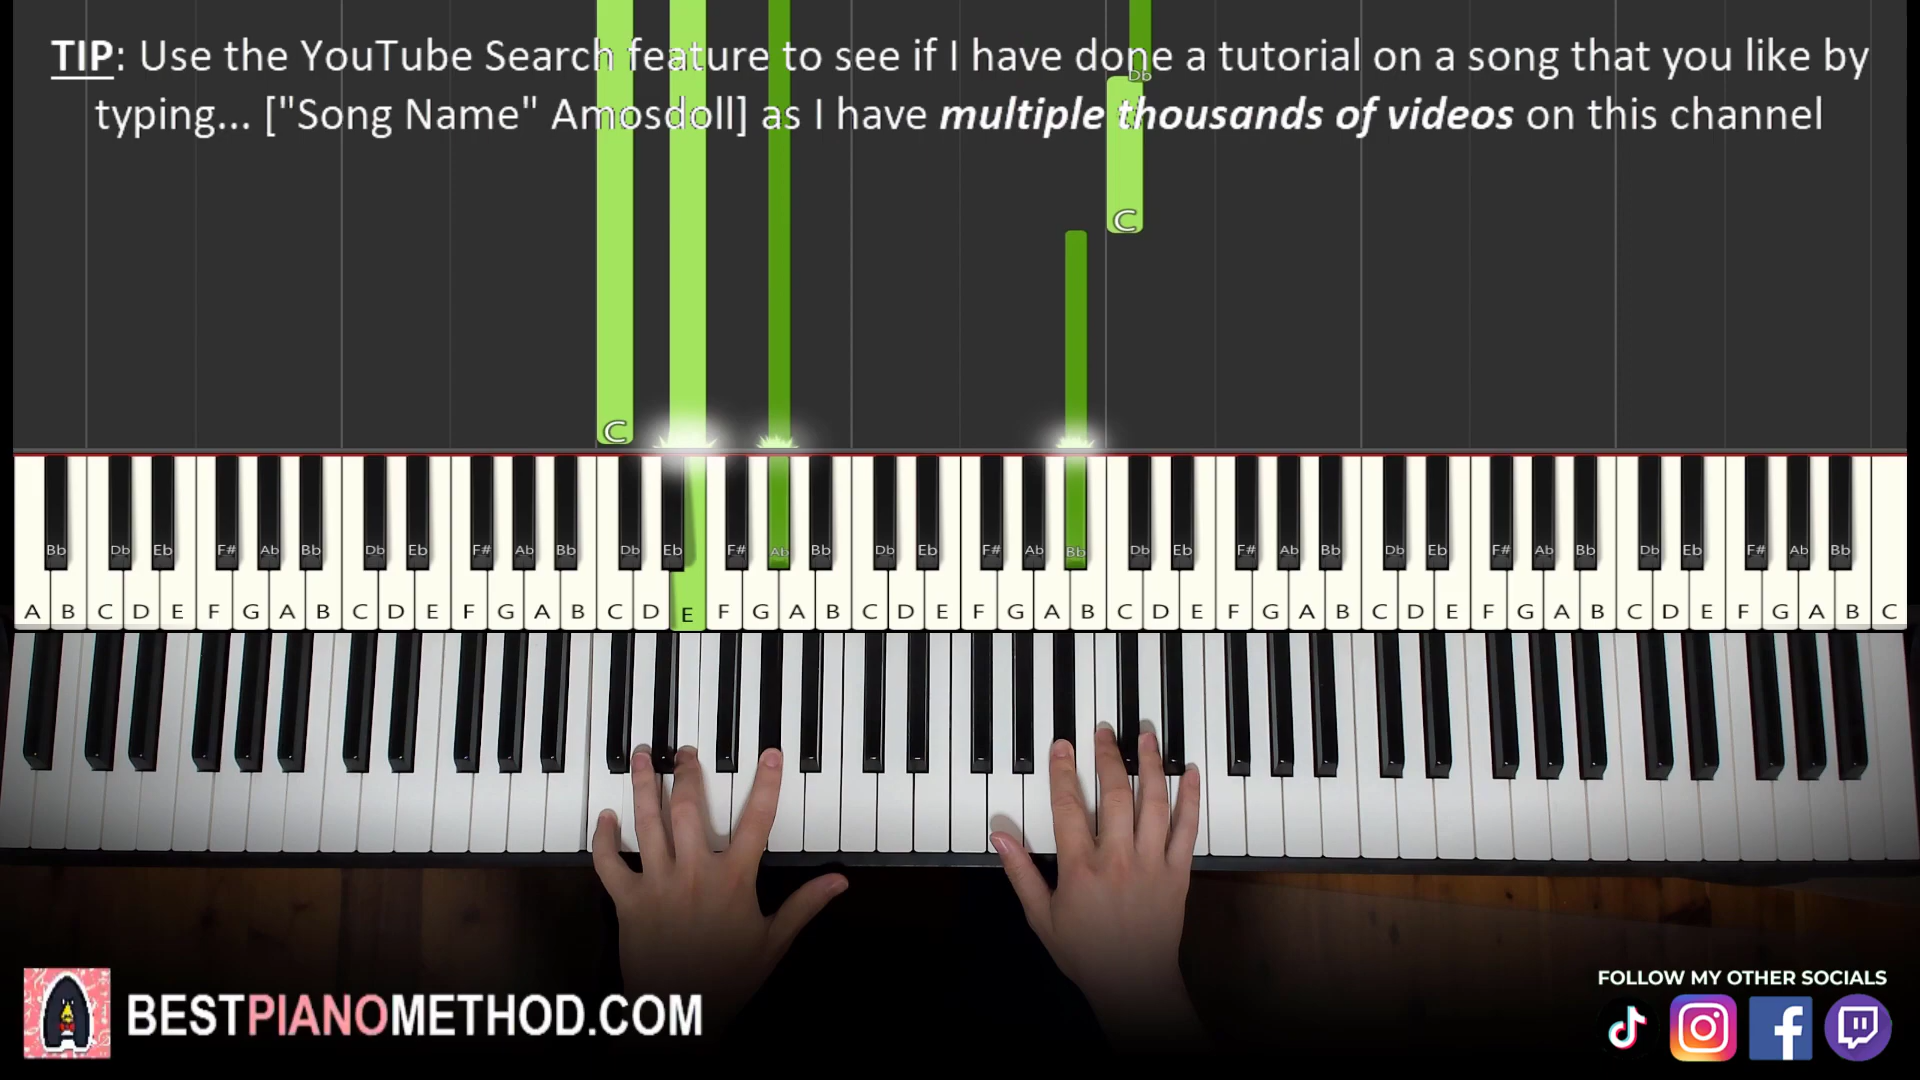 TIP: Use the YouTube Search feature to see if I have done a tutorial on a song that you like by
typing... ["Song Name" Amosdoll] as I have multiple thousands of videos on this channel
Db
C
C
Bb Db Eb F# Ab Bb Db Eb F# Ab Bb Db Eb F# Ab Bb Db Eb F# Ab Bb Db Eb F# Ab Bb Db Eb F# Ab Bb Db Eb F# Ab Bb
A B C D E F G A B C D E F G A B C D E F G A B C D E F G A B C D E F G A B C D E F G A B C D E F G A B C
FOLLOW MY OTHER SOCIALS
BESTPIANOMETHOD.COM